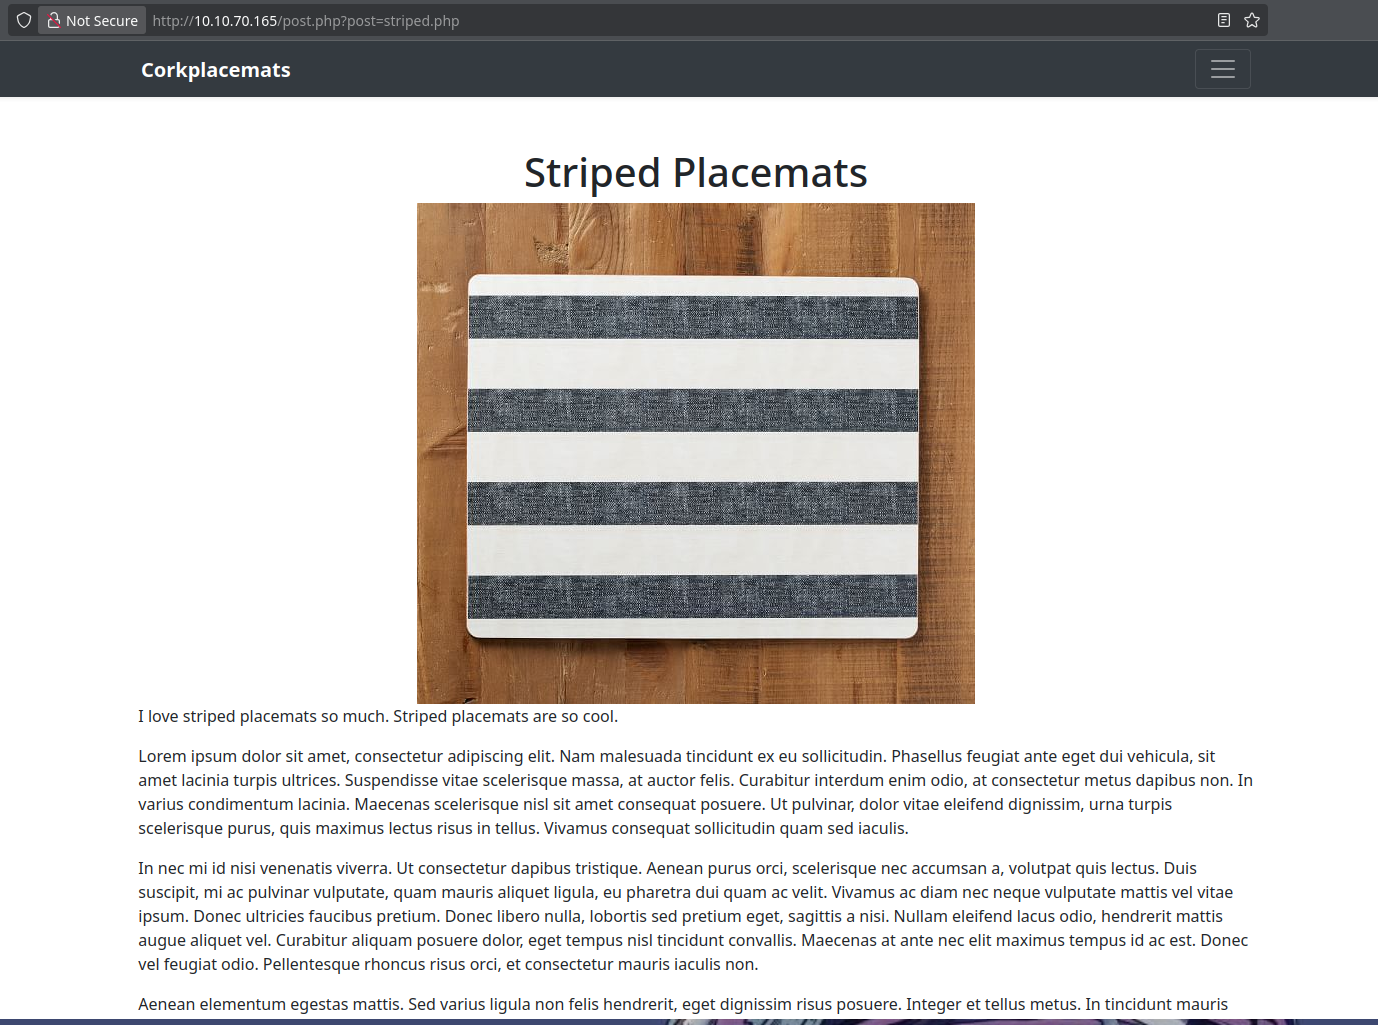 Not Secure http://10.10.70.165/post.php?post=striped.php
Corkplacemats
Striped Placemats
I love striped placemats so much. Striped placemats are so cool.
Lorem ipsum dolor sit amet, consectetur adipiscing elit. Nam malesuada tincidunt ex eu sollicitudin. Phasellus feugiat ante eget dui vehicula, sit
amet lacinia turpis ultrices. Suspendisse vitae scelerisque massa, at auctor felis. Curabitur interdum enim odio, at consectetur metus dapibus non. In
varius condimentum lacinia. Maecenas scelerisque nisl sit amet consequat posuere. Ut pulvinar, dolor vitae eleifend dignissim, urna turpis
scelerisque purus, quis maximus lectus risus in tellus. Vivamus consequat sollicitudin quam sed iaculis.
In nec mi id nisi venenatis viverra. Ut consectetur dapibus tristique. Aenean purus orci, scelerisque nec accumsan a, volutpat quis lectus. Duis
suscipit, mi ac pulvinar vulputate, quam mauris aliquet ligula, eu pharetra dui quam ac velit. Vivamus ac diam nec neque vulputate mattis vel vitae
ipsum. Donec ultricies faucibus pretium. Donec libero nulla, lobortis sed pretium eget, sagittis a nisi. Nullam eleifend lacus odio, hendrerit mattis
augue aliquet vel. Curabitur aliquam posuere dolor, eget tempus nisl tincidunt convallis. Maecenas at ante nec elit maximus tempus id ac est. Donec
vel feugiat odio. Pellentesque rhoncus risus orci, et consectetur mauris iaculis non.
Aenean elementum egestas mattis. Sed varius ligula non felis hendrerit, eget dignissim risus posuere. Integer et tellus metus. In tincidunt mauris